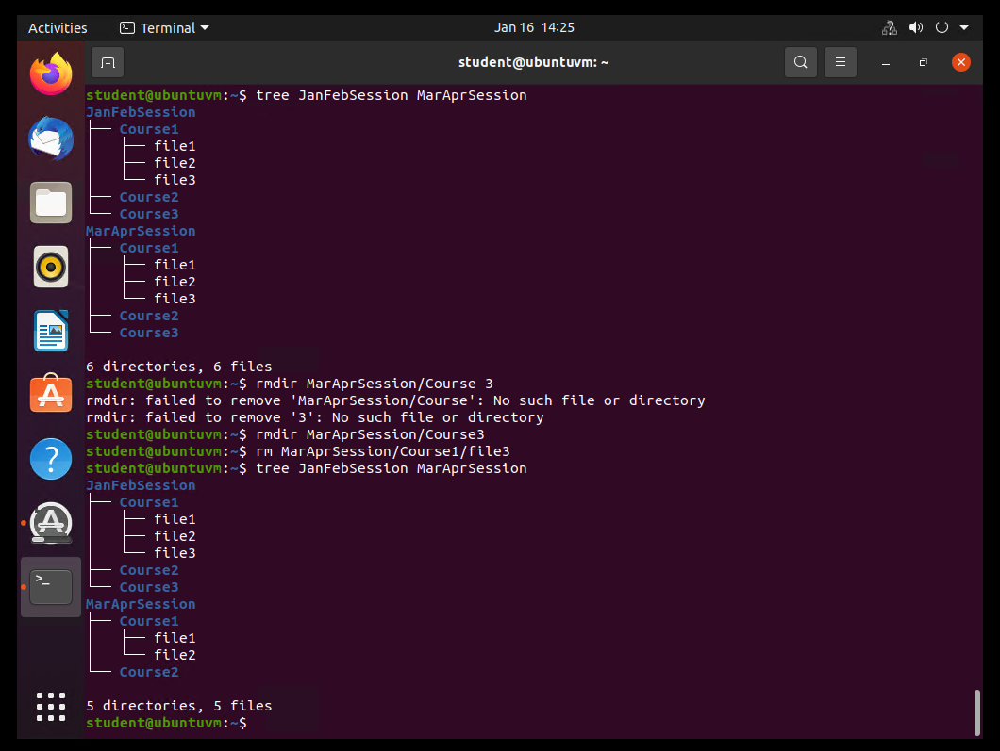 Activities Terminal Jan 16 14:25
student@ubuntuvm: ~
student@ubuntuvm:~$ tree JanFebSession MarAprSession
JanFebSession
├── Course1
│   ├── file1
│   ├── file2
│   └── file3
├── Course2
└── Course3
MarAprSession
├── Course1
│   ├── file1
│   ├── file2
│   └── file3
├── Course2
└── Course3
6 directories, 6 files
student@ubuntuvm:~$ rmdir MarAprSession/Course 3
rmdir: failed to remove 'MarAprSession/Course': No such file or directory
rmdir: failed to remove '3': No such file or directory
student@ubuntuvm:~$ rmdir MarAprSession/Course3
student@ubuntuvm:~$ rm MarAprSession/Course1/file3
student@ubuntuvm:~$ tree JanFebSession MarAprSession
JanFebSession
├── Course1
│   ├── file1
│   ├── file2
│   └── file3
├── Course2
└── Course3
MarAprSession
├── Course1
│   ├── file1
│   └── file2
└── Course2
5 directories, 5 files
student@ubuntuvm:~$